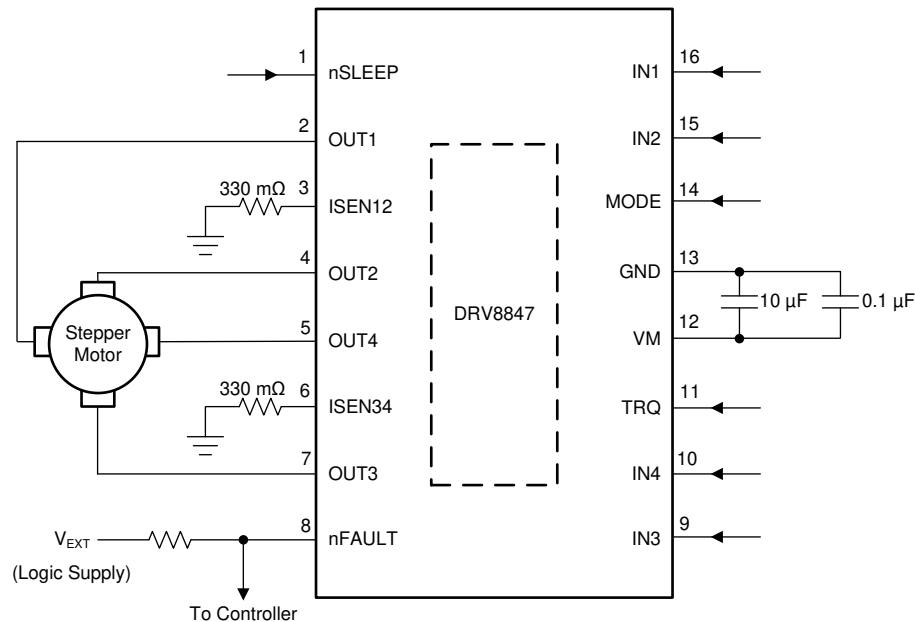 1
nSLEEP
2
OUT1
330 mΩ
3
ISEN12
4
OUT2
5
OUT4
330 mΩ
6
ISEN34
7
OUT3
8
nFAULT
Stepper
Motor
VEXT
(Logic Supply)
To Controller
DRV8847
16
IN1
15
IN2
14
MODE
13
GND
10 µF
0.1 µF
12
VM
11
TRQ
10
IN4
9
IN3